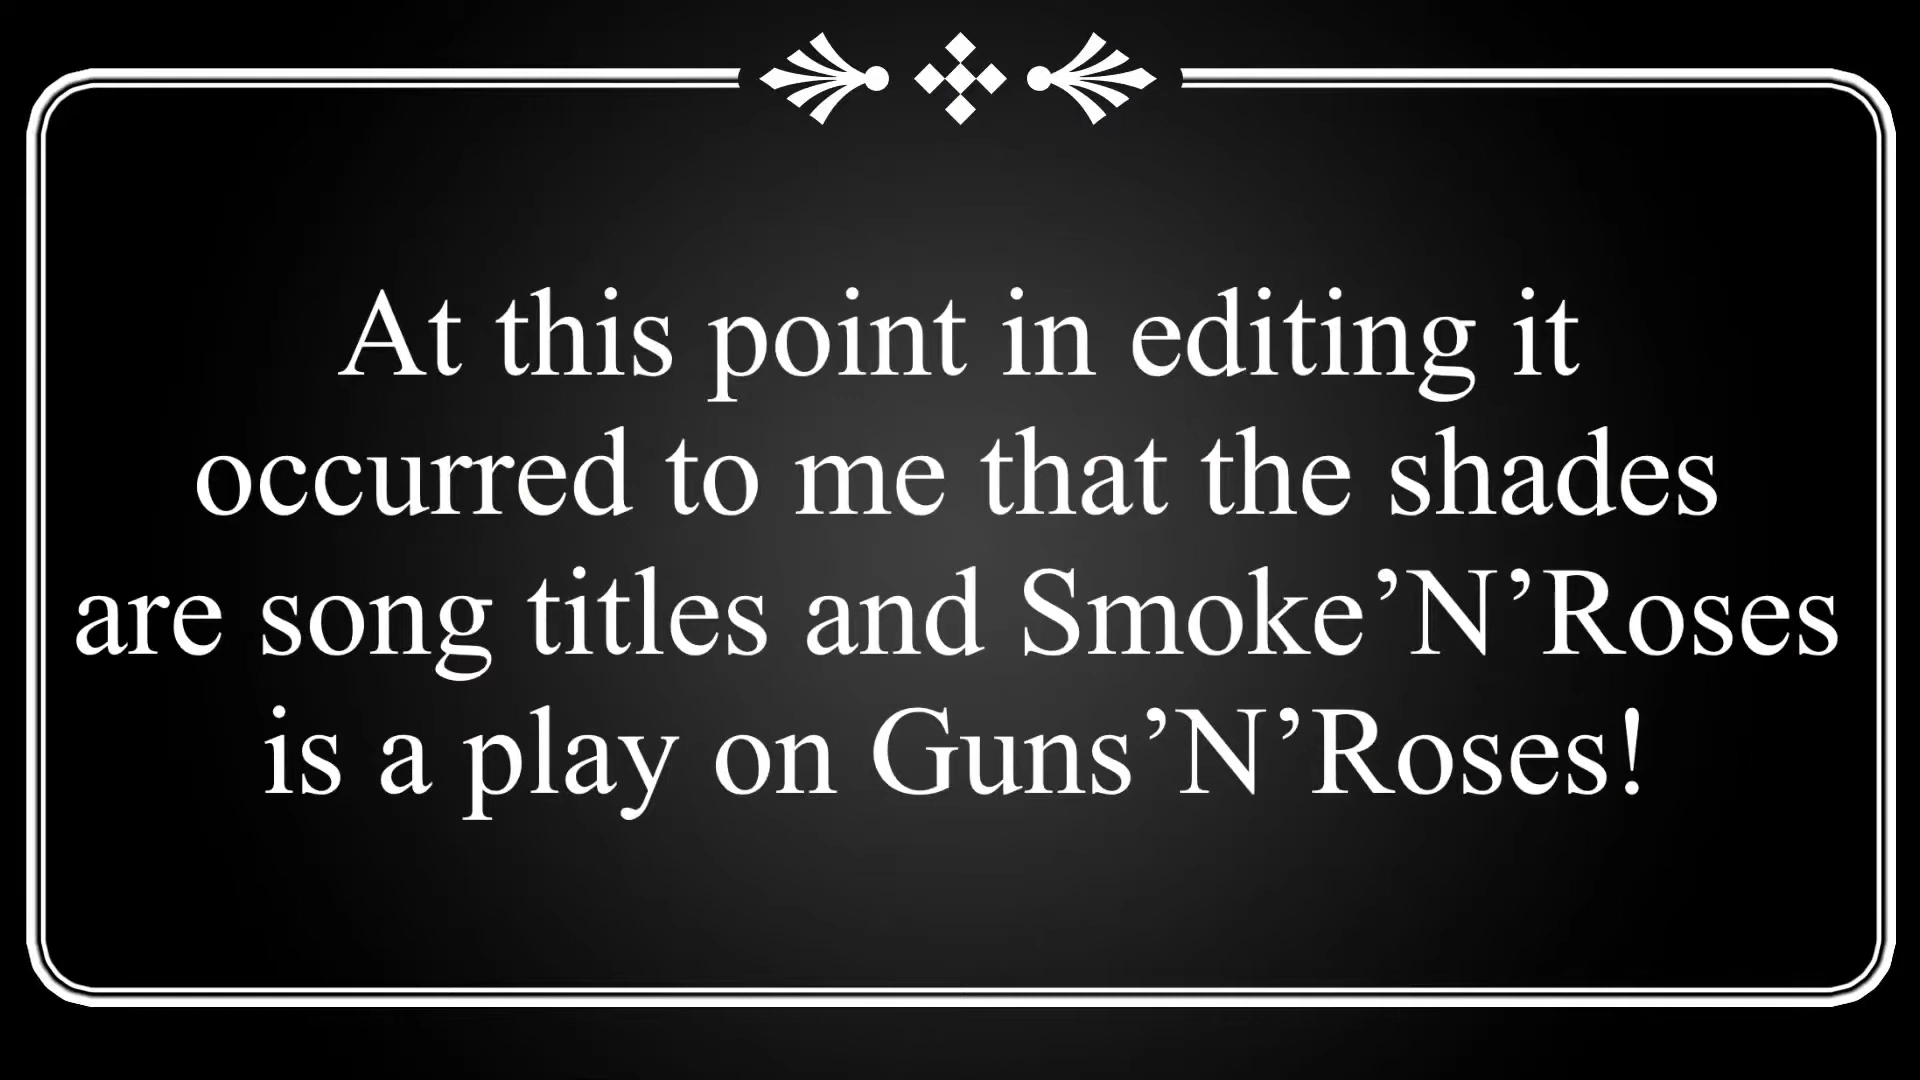 At this point in editing it
occurred to me that the shades
are song titles and Smoke’N’Roses
is a play on Guns’N’Roses!